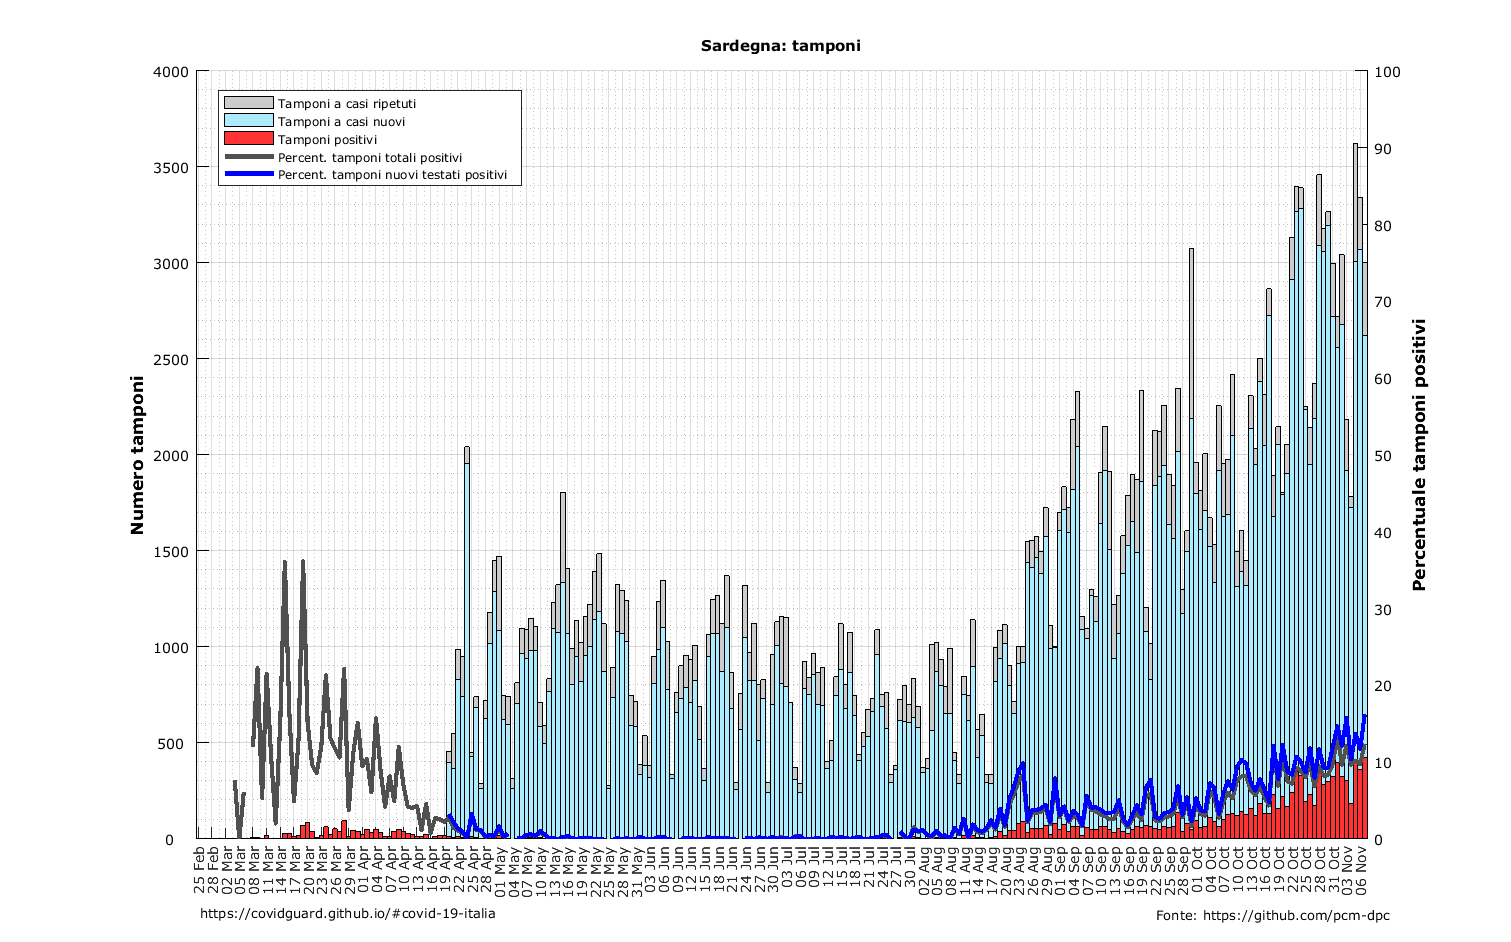 Sardegna: tamponi
Tamponi a casi ripetuti
Tamponi a casi nuovi
Tamponi positivi
Percent. tamponi totali positivi
Percent. tamponi nuovi testati positivi
Numero tamponi
4000
3500
3000
2500
2000
1500
1000
500
0
Percentuale tamponi positivi
100
90
80
70
60
50
40
30
20
10
0
25 Feb
28 Feb
02 Mar
05 Mar
08 Mar
11 Mar
14 Mar
17 Mar
20 Mar
23 Mar
26 Mar
29 Mar
01 Apr
04 Apr
07 Apr
10 Apr
13 Apr
16 Apr
19 Apr
22 Apr
25 Apr
28 Apr
01 May
04 May
07 May
10 May
13 May
16 May
19 May
22 May
25 May
28 May
31 May
03 Jun
06 Jun
09 Jun
12 Jun
15 Jun
18 Jun
21 Jun
24 Jun
27 Jun
30 Jun
03 Jul
06 Jul
09 Jul
12 Jul
15 Jul
18 Jul
21 Jul
24 Jul
27 Jul
30 Jul
02 Aug
05 Aug
08 Aug
11 Aug
14 Aug
17 Aug
20 Aug
23 Aug
26 Aug
29 Aug
01 Sep
04 Sep
07 Sep
10 Sep
13 Sep
16 Sep
19 Sep
22 Sep
25 Sep
28 Sep
01 Oct
04 Oct
07 Oct
10 Oct
13 Oct
16 Oct
19 Oct
22 Oct
25 Oct
28 Oct
31 Oct
03 Nov
06 Nov
https://covidguard.github.io/#covid-19-italia
Fonte: https://github.com/pcm-dpc